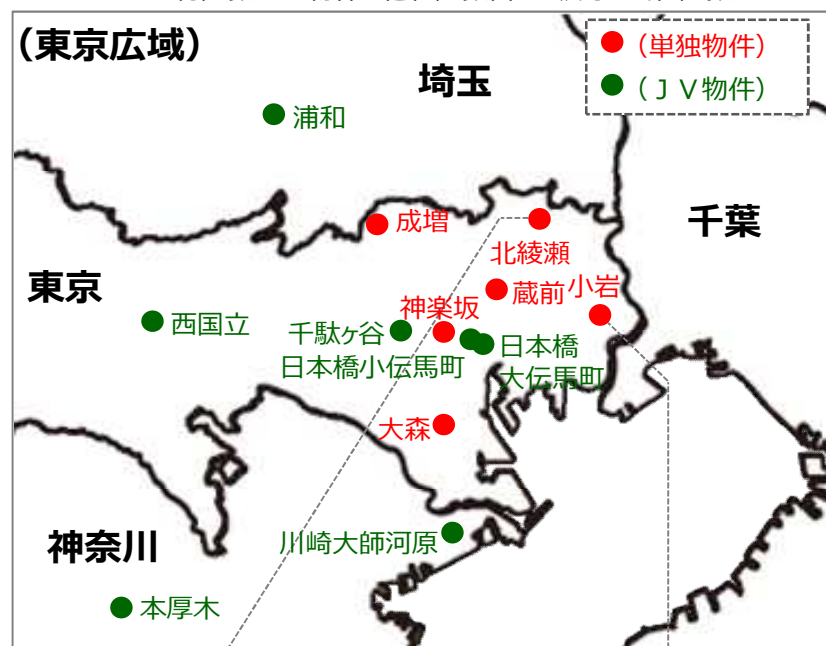 （東京広域）
（単独物件）
（ＪＶ物件）
埼玉
浦和
成増
千葉
北綾瀬
東京
蔵前
小岩
神楽坂
西国立
千駄ヶ谷
日本橋小伝馬町
日本橋
大伝馬町
大森
神奈川
川崎大師河原
本厚木